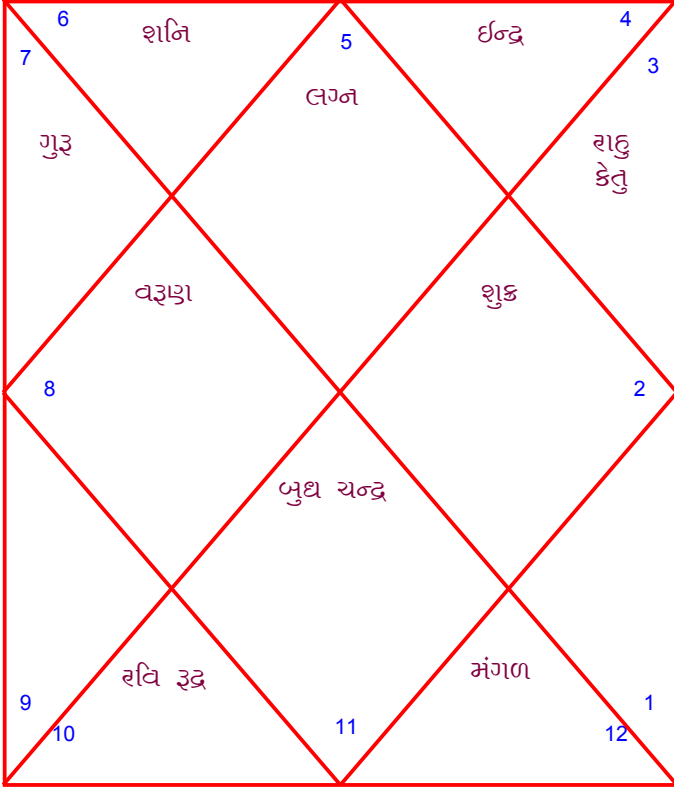 6 શનિ 5 ઈન્દ્ર 4
7 3
લગ્ન
ગુરૂ રાહુ
કેતુ
વરૂણ શુક્ર
8 2
બુધ ચન્દ્ર
રવિ રૂદ્ર મંગળ
9 1
10 11 12